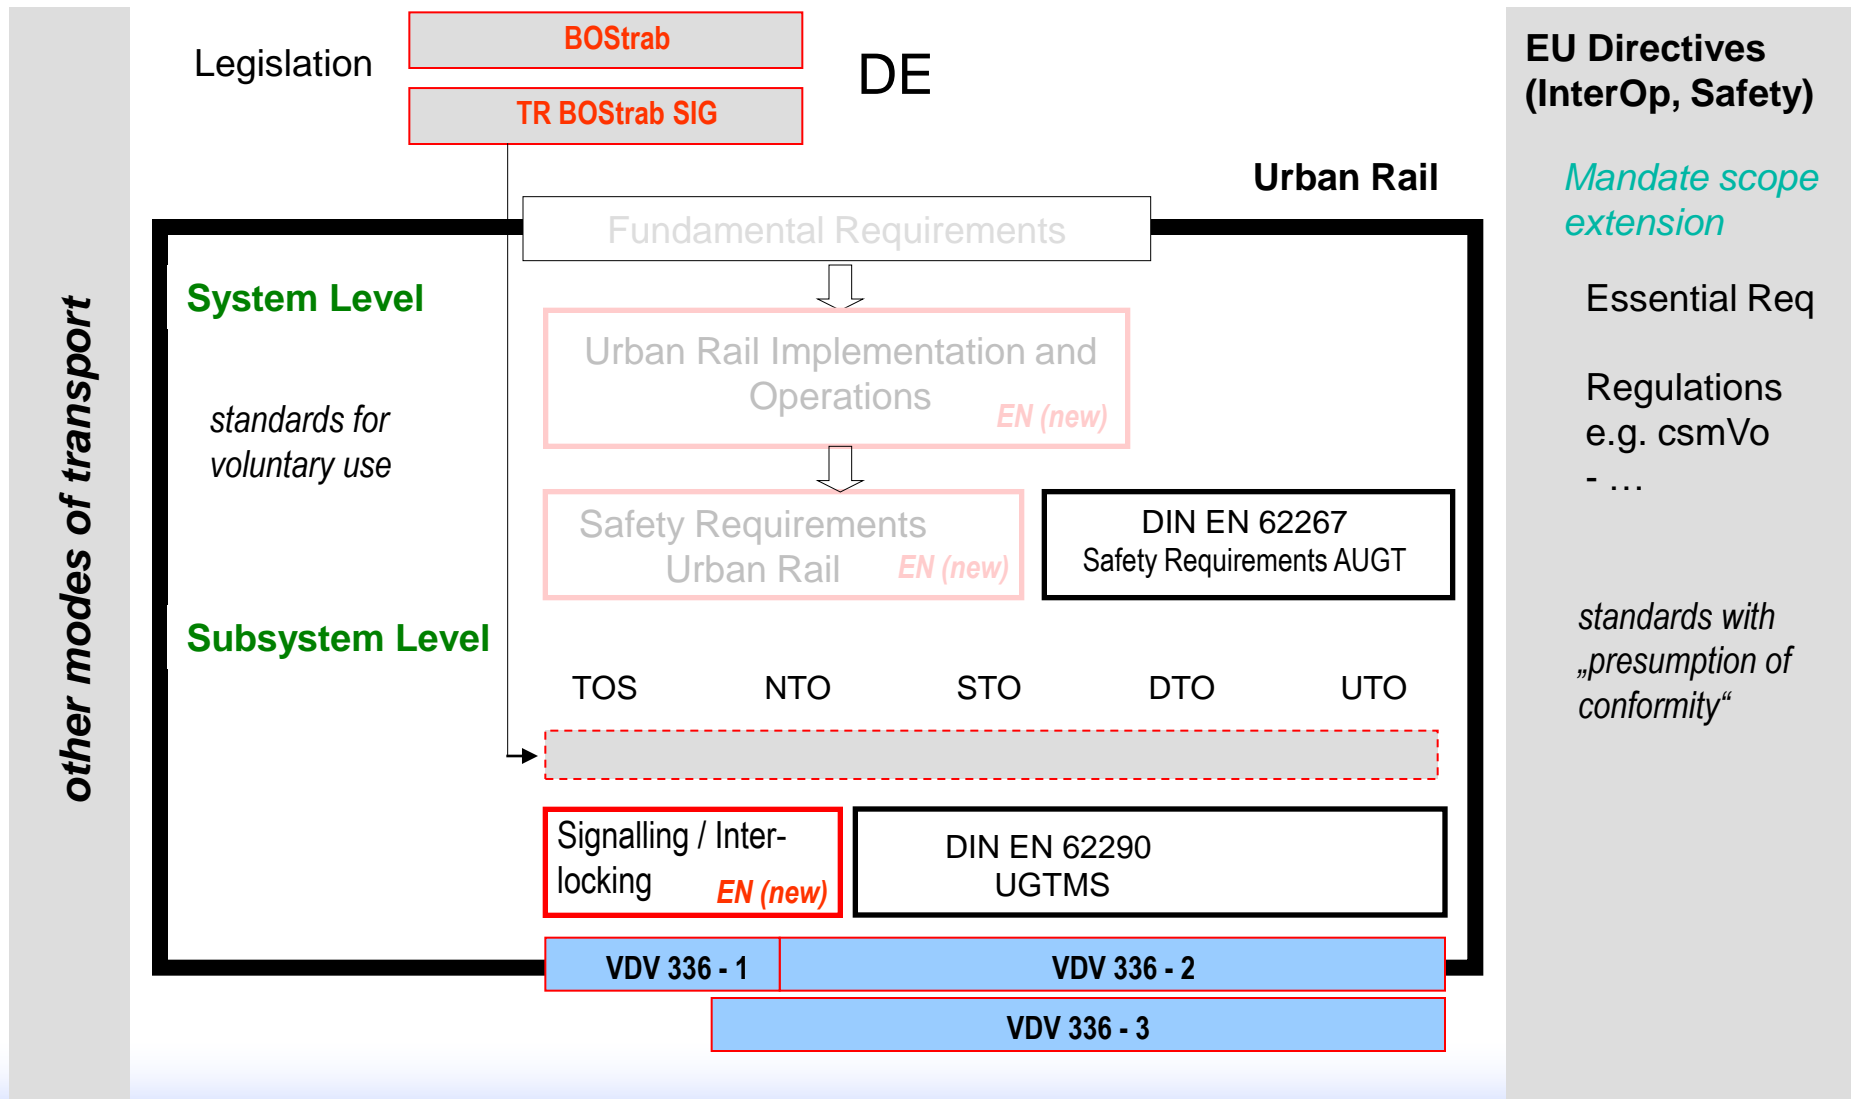 other modes of transport
Legislation
BOStrab
TR BOStrab SIG
DE
Urban Rail
Fundamental Requirements
System Level
Urban Rail Implementation and
Operations
EN (new)
standards for
voluntary use
Safety Requirements
Urban Rail
EN (new)
DIN EN 62267
Safety Requirements AUGT
Subsystem Level
TOS NTO STO DTO UTO
Signalling / Inter-
locking
EN (new)
DIN EN 62290
UGTMS
VDV 336 - 1
VDV 336 - 2
VDV 336 - 3
EU Directives
(InterOp, Safety)
Mandate scope
extension
Essential Req
Regulations
e.g. csmVo
- …
standards with
„presumption of
conformity“